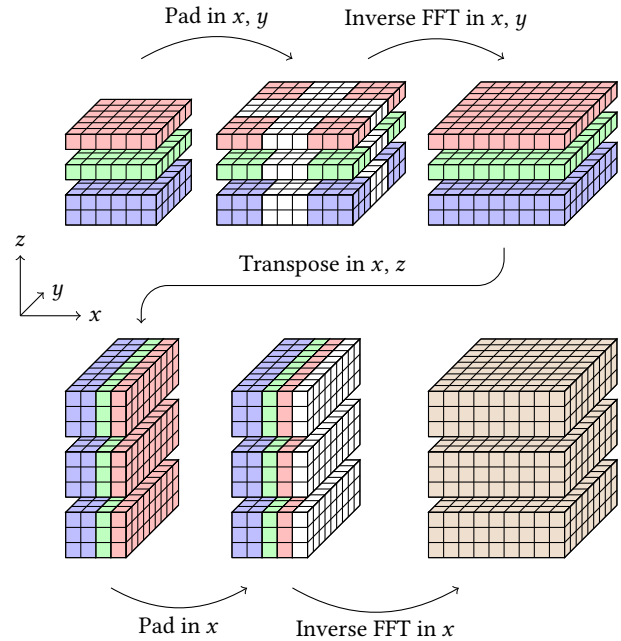 Pad in x, y
Inverse FFT in x, y
Transpose in x, z
z
y
x
Pad in x
Inverse FFT in x